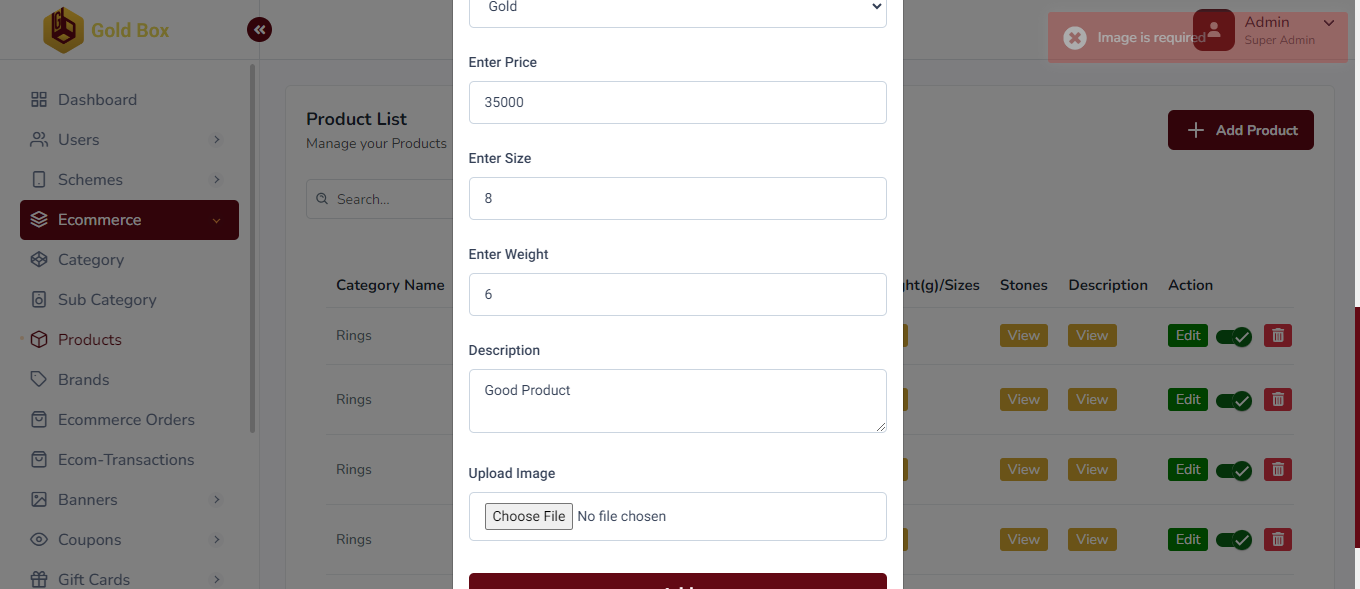 Gold Box
Dashboard
Users
Schemes
Ecommerce
Category
Sub Category
Products
Brands
Ecommerce Orders
Ecom-Transactions
Banners
Coupons
Gift Cards
Image is required
Admin
Super Admin
Product List
Manage your Products
Add Product
Search...
Category Name
ght(g)/Sizes Stones Description Action
Rings View View Edit
Rings View View Edit
Rings View View Edit
Rings View View Edit
Gold
Enter Price
35000
Enter Size
8
Enter Weight
6
Description
Good Product
Upload Image
Choose File No file chosen